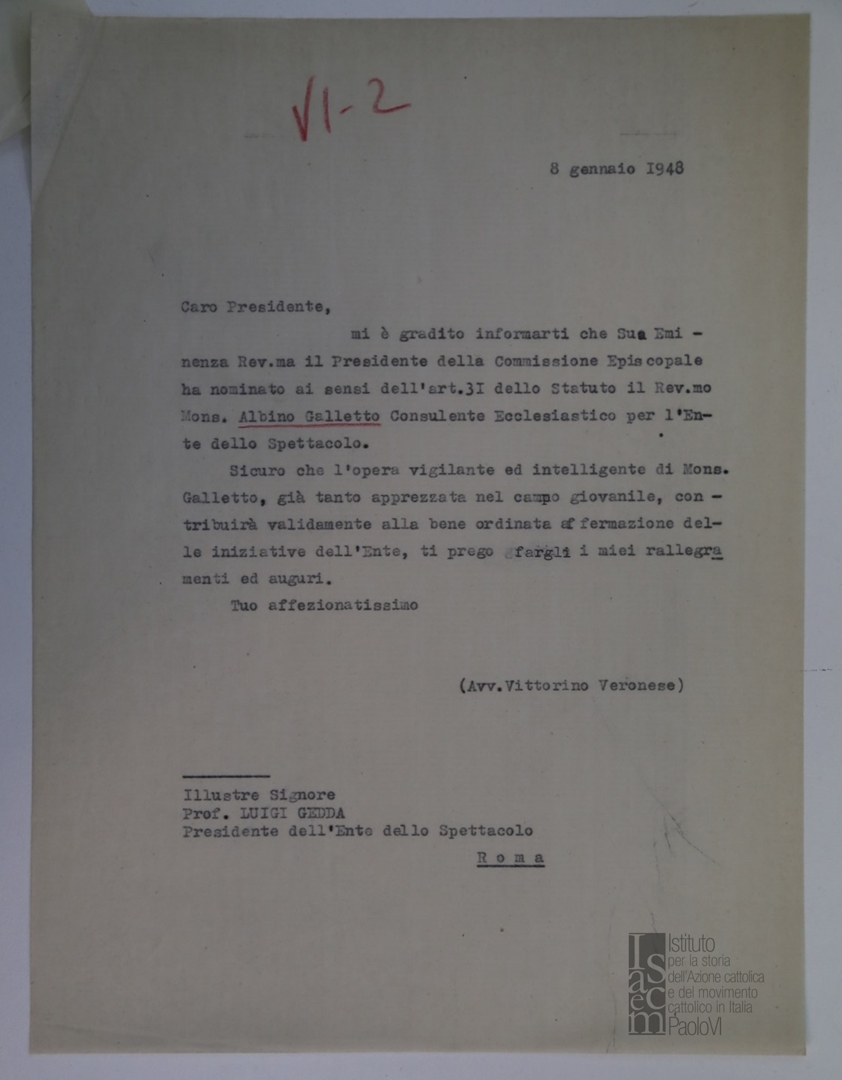 VI-2
8 gennaio 1948
Caro Presidente,
mi è gradito informarti che Sua Emi -
nenza Rev.ma il Presidente della Commissione Episcopale
ha nominato ai sensi dell'art.3I dello Statuto il Rev.mo
Mons. Albino Galletto Consulente Ecclesiastico per l'En-
te dello Spettacolo.
Sicuro che l'opera vigilante ed intelligente di Mons.
Galletto, già tanto apprezzata nel campo giovanile, con -
tribuirà validamente alla bene ordinata affermazione del-
le iniziative dell'Ente, ti prego fargli i miei rallegra
menti ed auguri.
Tuo affezionatissimo
(Avv.Vittorino Veronese)
Illustre Signore
Prof. LUIGI GEDDA
Presidente dell'Ente dello Spettacolo
R o m a
Isacem
Istituto
per la storia
dell'Azione cattolica
e del movimento
cattolico in Italia
PaoloVI